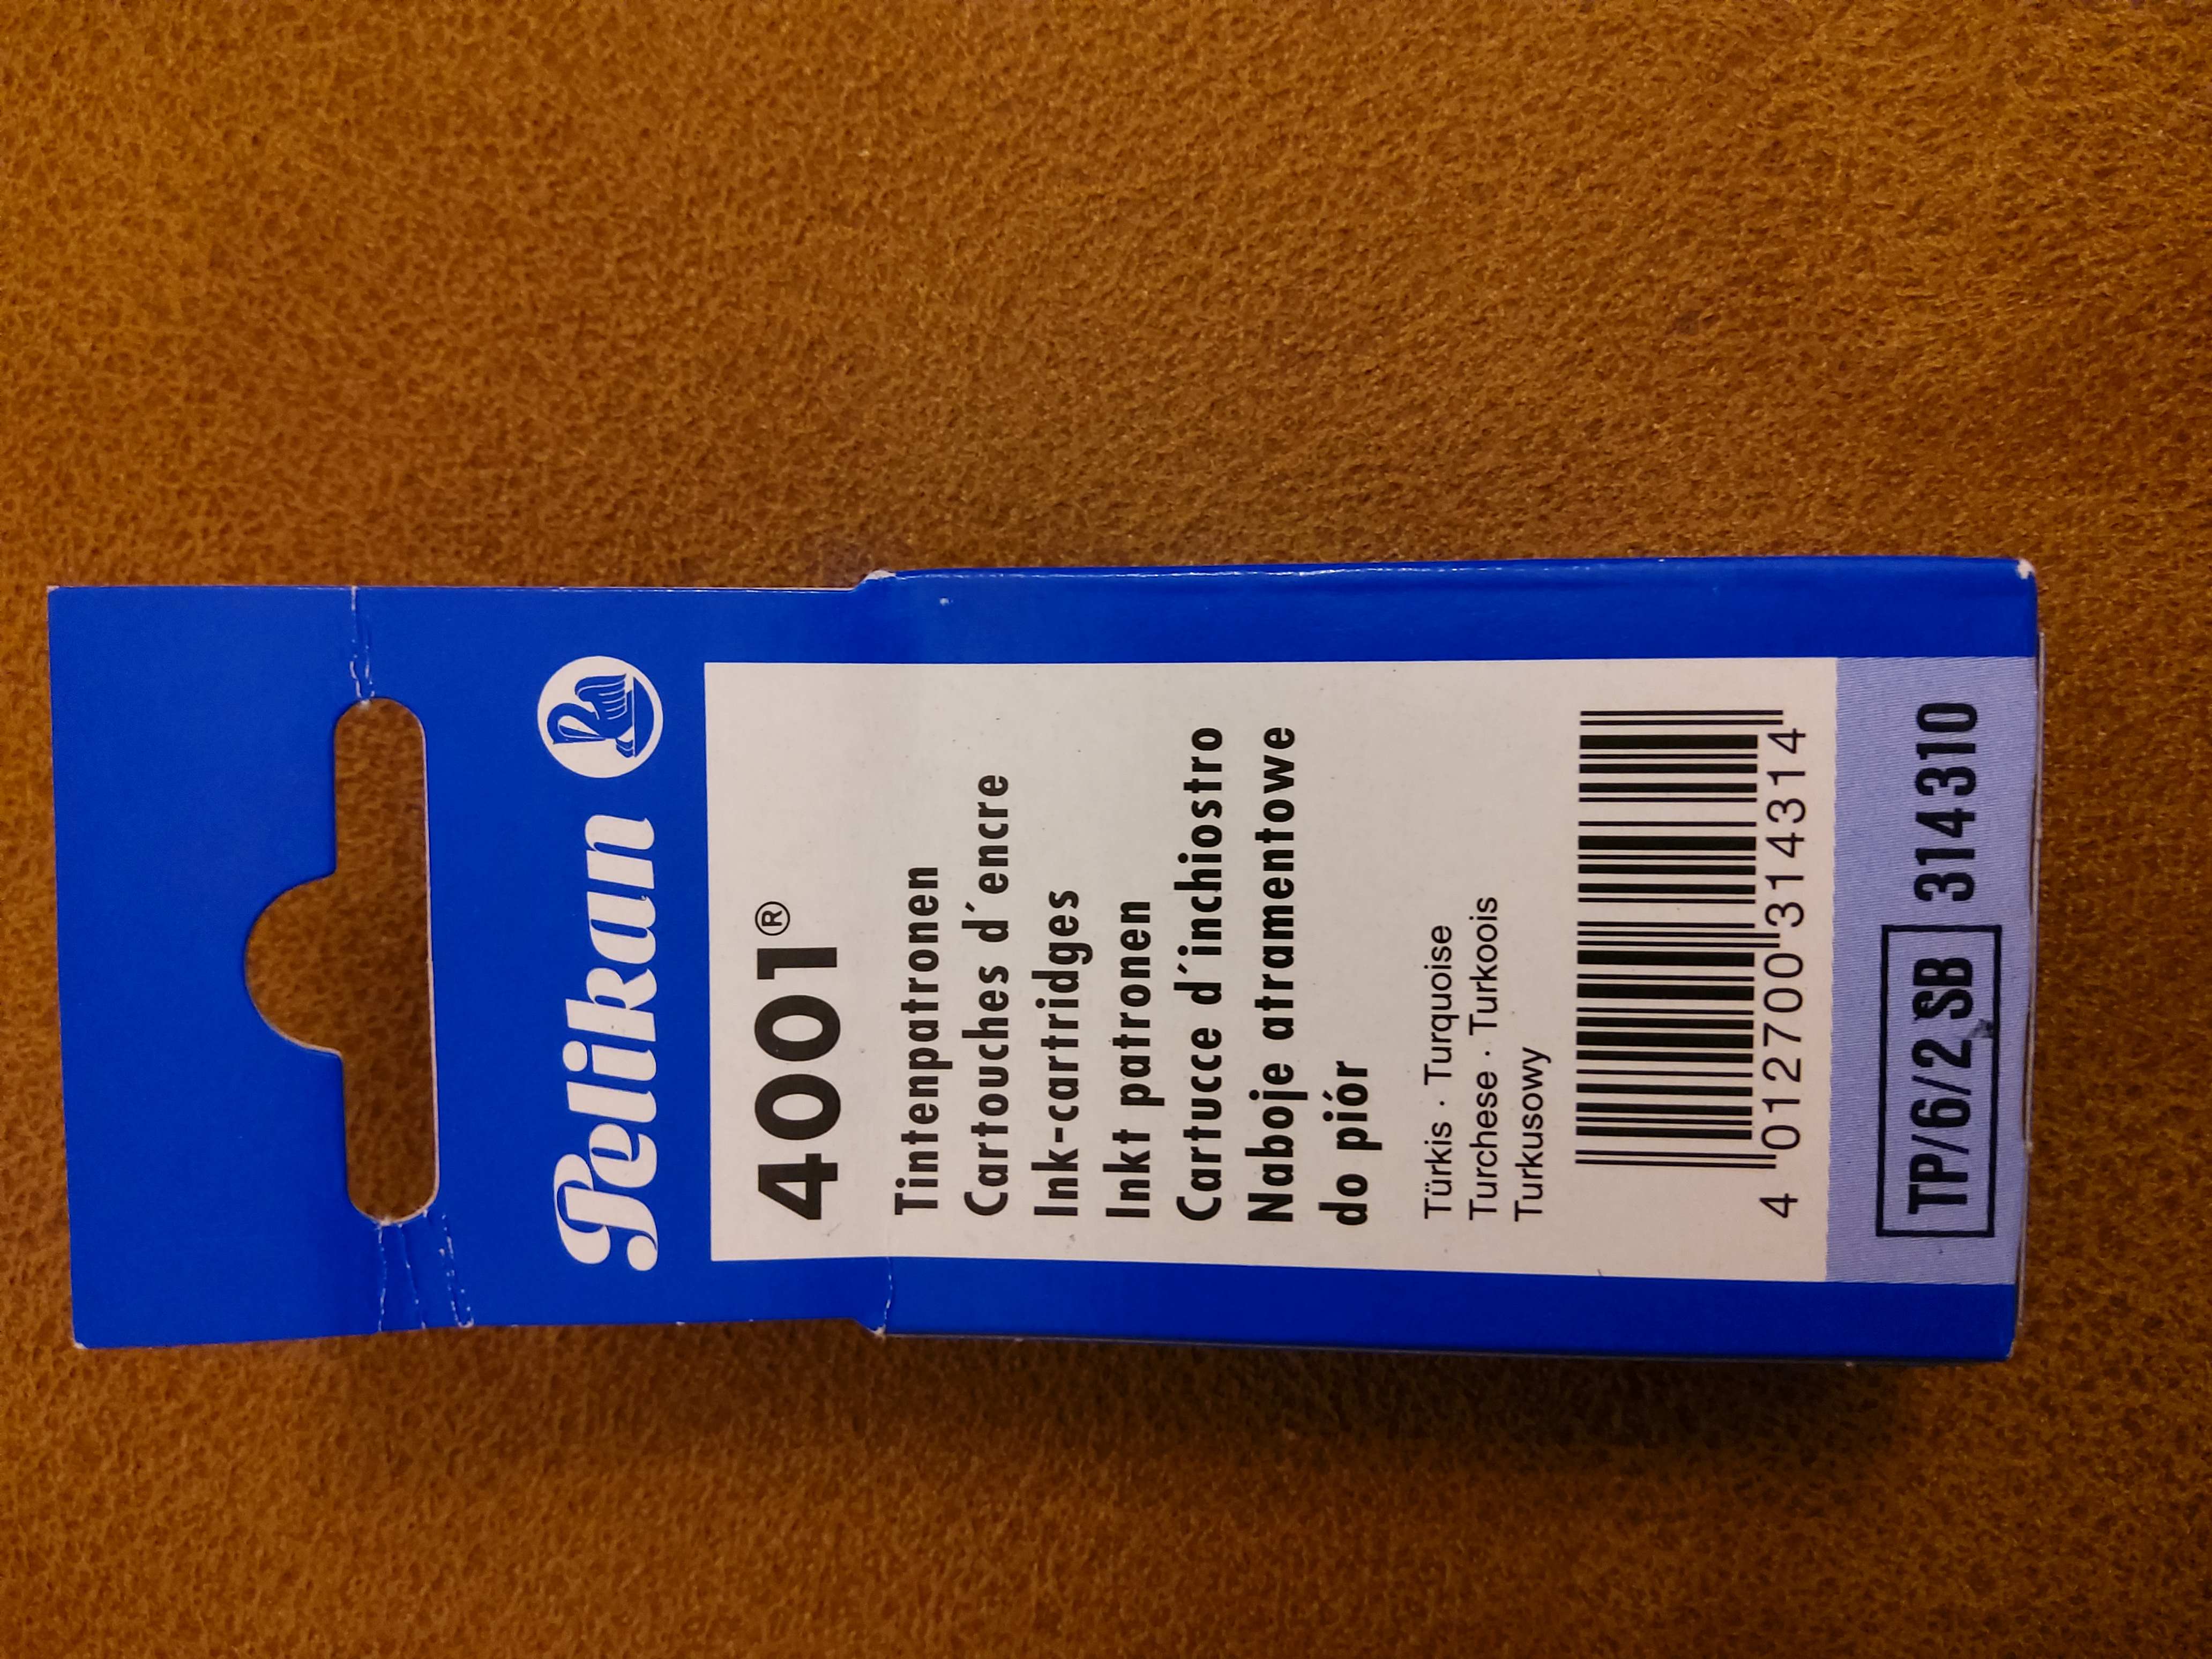 Pelikan
4001®
Tintenpatronen
Cartouches d´encre
Ink-cartridges
Inkt patronen
Cartucce d´inchiostro
Naboje atramentowe
do piór
Türkis · Turquoise
Turchese · Turkoois
Turkusowy
4 012700 314314
TP/6/2 SB 314310